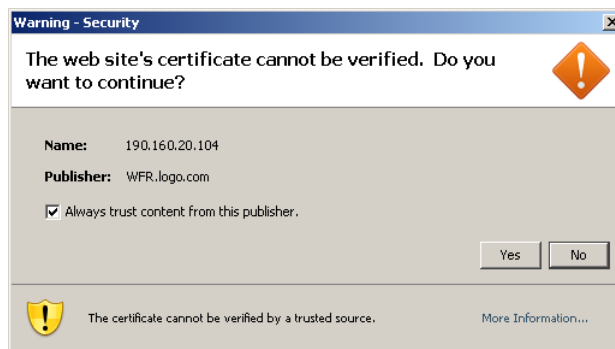 Warning - Security
The web site's certificate cannot be verified. Do you
want to continue?
Name: 190.160.20.104
Publisher: WFR.logo.com
Always trust content from this publisher.
Yes No
The certificate cannot be verified by a trusted source. More Information...